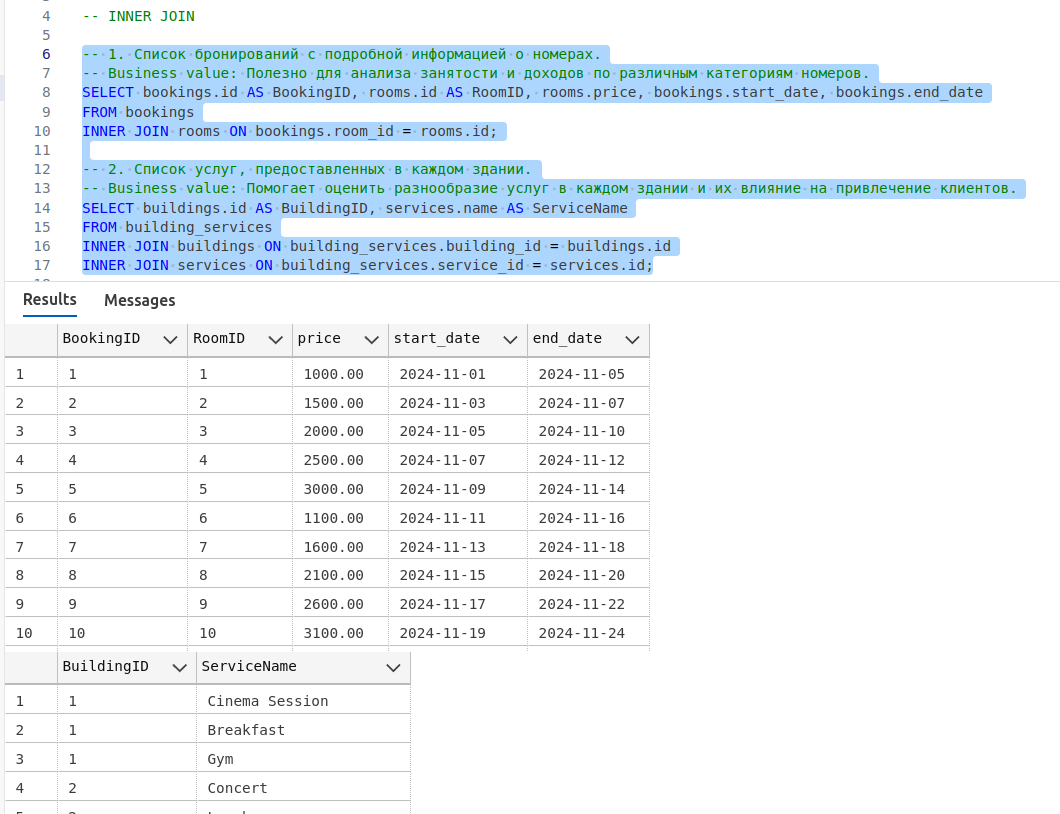 4 -- INNER JOIN
5
6 -- 1. Список бронирований с подробной информацией о номерах.
7 -- Business value: Полезно для анализа занятости и доходов по различным категориям номеров.
8 SELECT bookings.id AS BookingID, rooms.id AS RoomID, rooms.price, bookings.start_date, bookings.end_date
9 FROM bookings
10 INNER JOIN rooms ON bookings.room_id = rooms.id;
11
12 -- 2. Список услуг, предоставленных в каждом здании.
13 -- Business value: Помогает оценить разнообразие услуг в каждом здании и их влияние на привлечение клиентов.
14 SELECT buildings.id AS BuildingID, services.name AS ServiceName
15 FROM building_services
16 INNER JOIN buildings ON building_services.building_id = buildings.id
17 INNER JOIN services ON building_services.service_id = services.id;
Results Messages
BookingID RoomID price start_date end_date
1 1 1 1000.00 2024-11-01 2024-11-05
2 2 2 1500.00 2024-11-03 2024-11-07
3 3 3 2000.00 2024-11-05 2024-11-10
4 4 4 2500.00 2024-11-07 2024-11-12
5 5 5 3000.00 2024-11-09 2024-11-14
6 6 6 1100.00 2024-11-11 2024-11-16
7 7 7 1600.00 2024-11-13 2024-11-18
8 8 8 2100.00 2024-11-15 2024-11-20
9 9 9 2600.00 2024-11-17 2024-11-22
10 10 10 3100.00 2024-11-19 2024-11-24
BuildingID ServiceName
1 1 Cinema Session
2 1 Breakfast
3 1 Gym
4 2 Concert